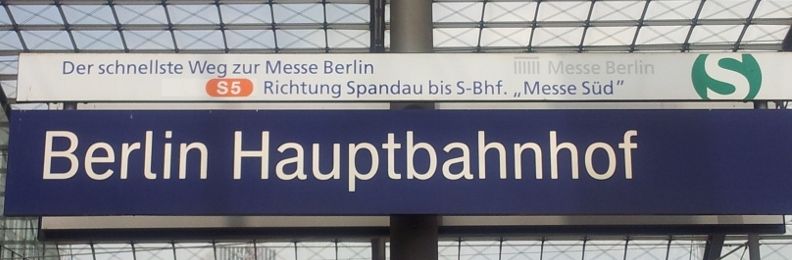 Der schnellste Weg zur Messe Berlin
Messe Berlin
S5 Richtung Spandau bis S-Bhf. „Messe Süd”
S
Berlin Hauptbahnhof